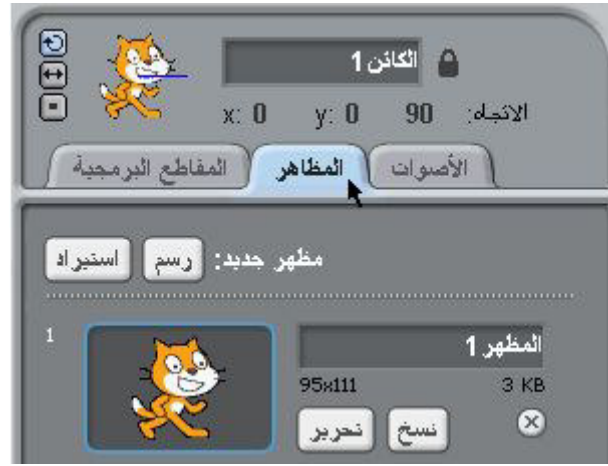 الكائن 1
x: 0 y: 0 90 الاتجاه:
الأصوات المظاهر المقاطع البرمجية
مظهر جديد: رسم استيراد
1
المظهر 1
95x111 3 KB
نسخ تحرير